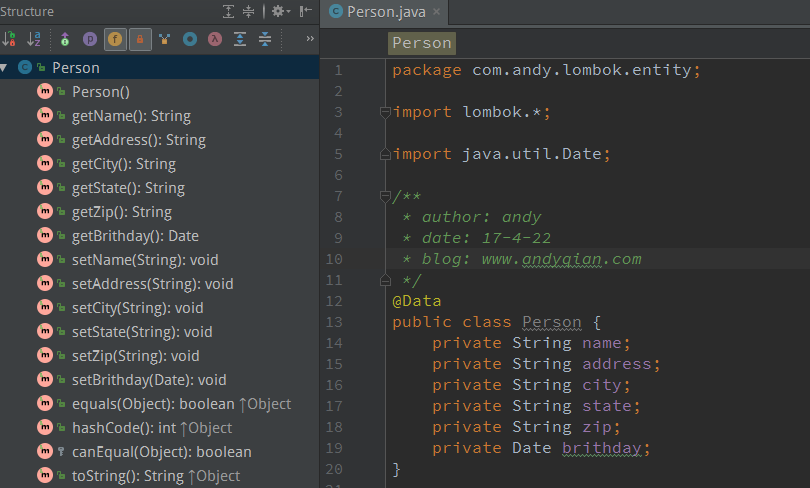 Structure
Person
Person()
getName(): String
getAddress(): String
getCity(): String
getState(): String
getZip(): String
getBrithday(): Date
setName(String): void
setAddress(String): void
setCity(String): void
setState(String): void
setZip(String): void
setBrithday(Date): void
equals(Object): boolean ↑Object
hashCode(): int ↑Object
canEqual(Object): boolean
toString(): String ↑Object
Person.java
Person
1 package com.andy.lombok.entity;
2
3 import lombok.*;
4
5 import java.util.Date;
6
7 /**
8 * author: andy
9 * date: 17-4-22
10 * blog: www.andyqian.com
11 */
12 @Data
13 public class Person {
14 private String name;
15 private String address;
16 private String city;
17 private String state;
18 private String zip;
19 private Date brithday;
20 }